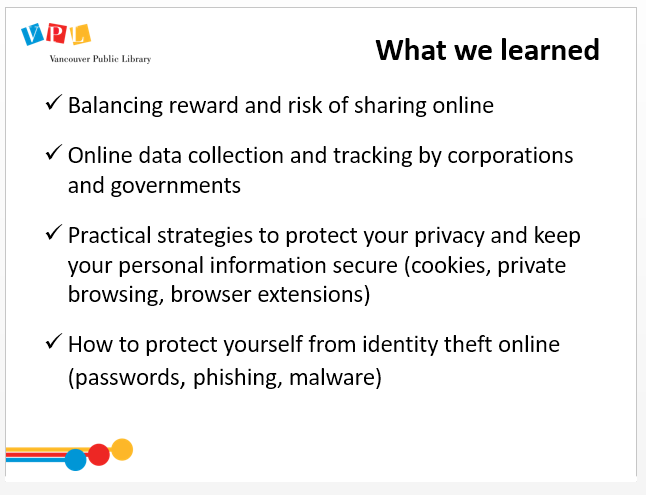 VPL
Vancouver Public Library
What we learned
✓ Balancing reward and risk of sharing online
✓ Online data collection and tracking by corporations
and governments
✓ Practical strategies to protect your privacy and keep
your personal information secure (cookies, private
browsing, browser extensions)
✓ How to protect yourself from identity theft online
(passwords, phishing, malware)